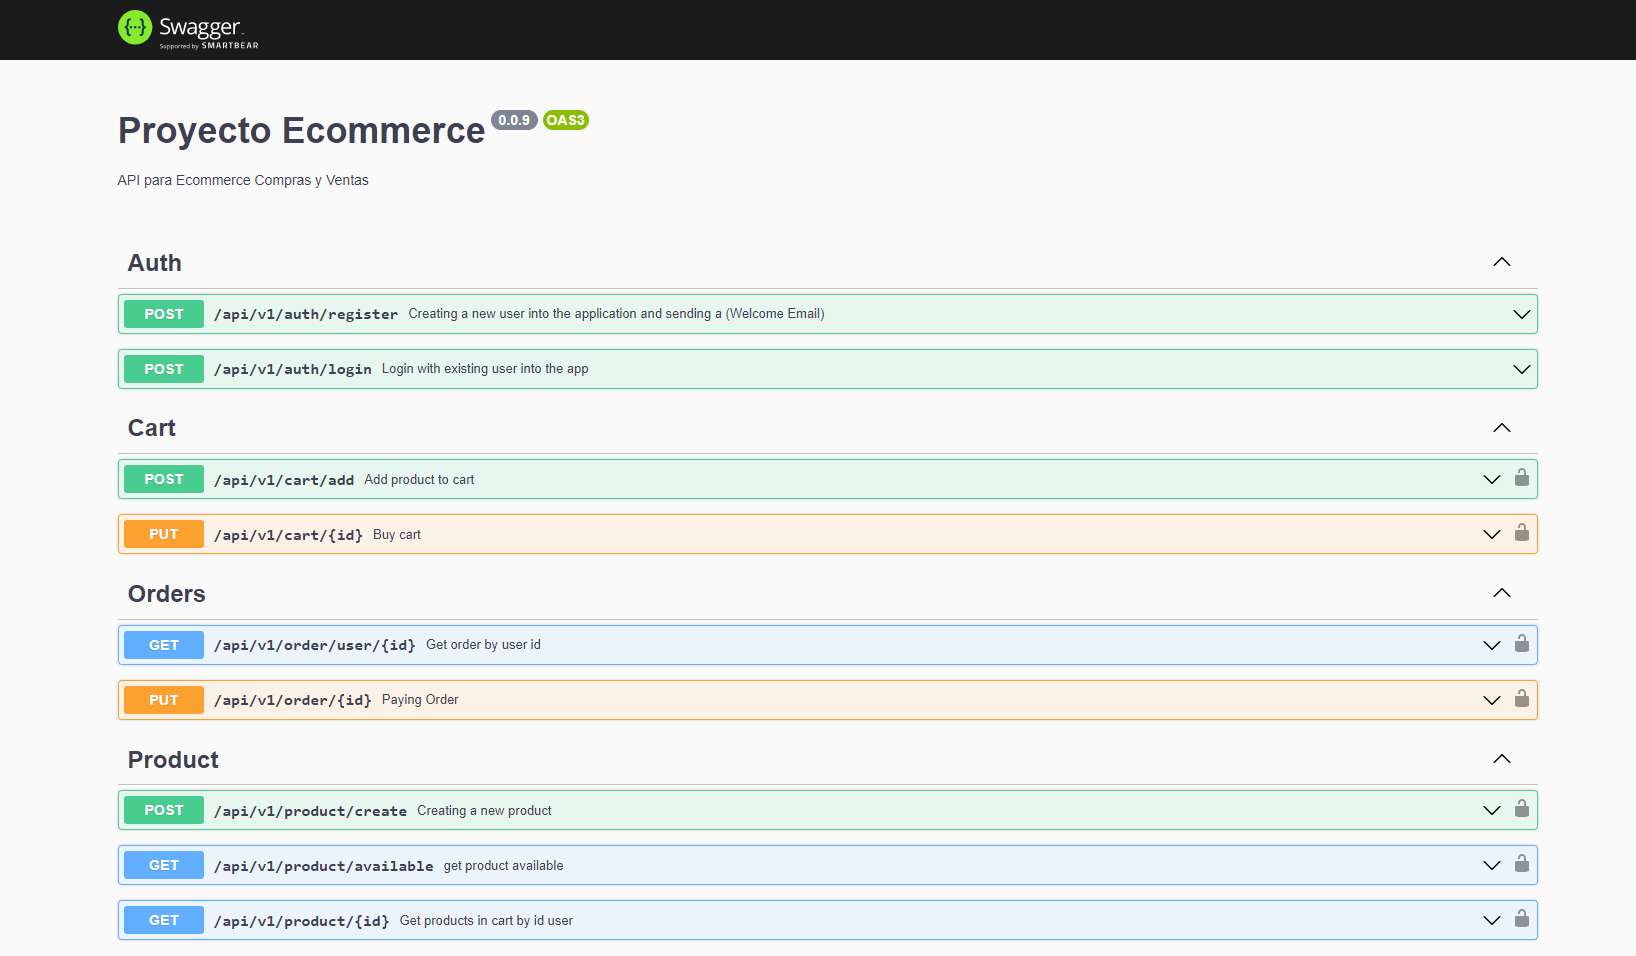 {···} Swagger
Supported by SMARTBEAR
Proyecto Ecommerce 0.0.9 OAS3
API para Ecommerce Compras y Ventas
Auth
POST /api/v1/auth/register Creating a new user into the application and sending a (Welcome Email)
POST /api/v1/auth/login Login with existing user into the app
Cart
POST /api/v1/cart/add Add product to cart
PUT /api/v1/cart/{id} Buy cart
Orders
GET /api/v1/order/user/{id} Get order by user id
PUT /api/v1/order/{id} Paying Order
Product
POST /api/v1/product/create Creating a new product
GET /api/v1/product/available get product available
GET /api/v1/product/{id} Get products in cart by id user